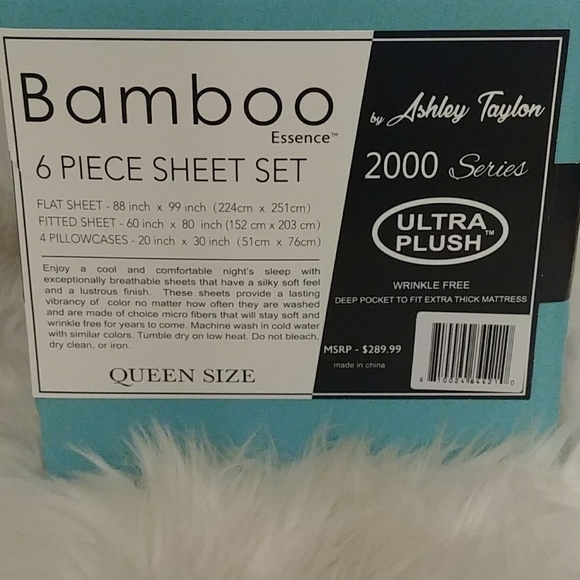 Bamboo
Essence™
6 PIECE SHEET SET
FLAT SHEET - 88 inch x 99 inch (224cm x 251cm)
FITTED SHEET - 60 inch x 80 inch (152 cm x 203 cm)
4 PILLOWCASES - 20 inch x 30 inch (51cm x 76cm)
Enjoy a cool and comfortable night's sleep with
exceptionally breathable sheets that have a silky soft feel
and a lustrous finish. These sheets provide a lasting
vibrancy of color no matter how often they are washed
and are made of choice micro fibers that will stay soft and
wrinkle free for years to come. Machine wash in cold water
with similar colors. Tumble dry on low heat. Do not bleach,
dry clean, or iron.
QUEEN SIZE
by Ashley Taylon
2000 Series
ULTRA
PLUSH™
WRINKLE FREE
DEEP POCKET TO FIT EXTRA THICK MATTRESS
MSRP - $289.99
made in china